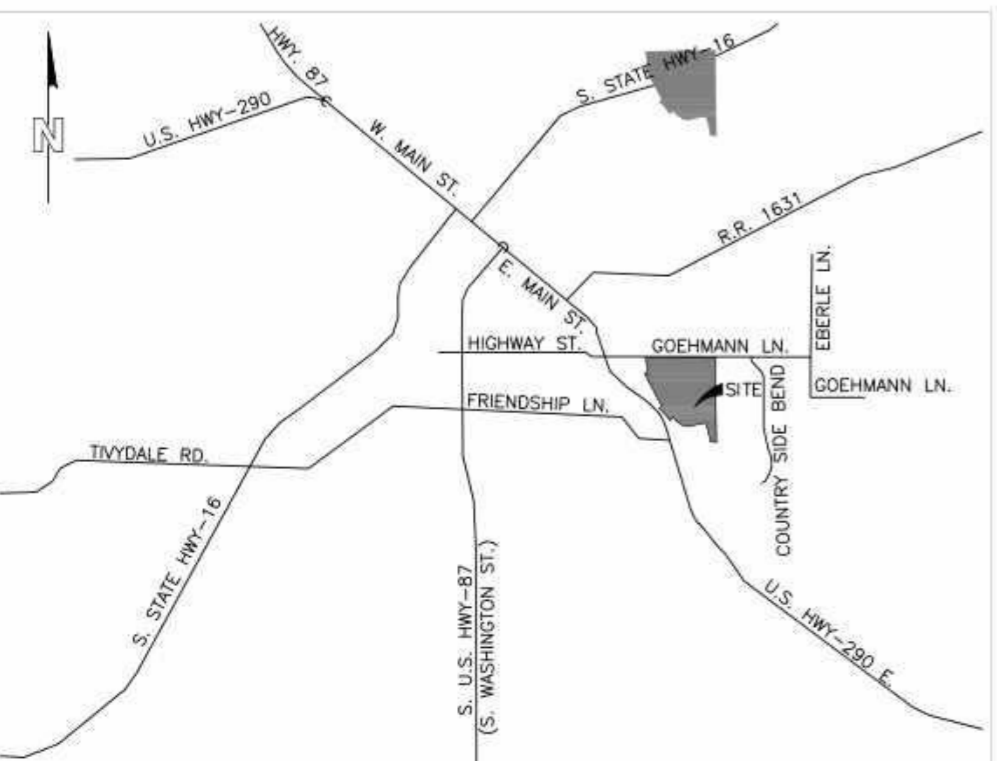 HWY. 87
S. STATE HWY-16
U.S. HWY-290
N
W. MAIN ST.
R.R. 1631
E. MAIN ST.
EBERLE LN.
HIGHWAY ST.
GOEHMANN LN.
SITE
GOEHMANN LN.
FRIENDSHIP LN.
COUNTRY SIDE BEND
TIVYDALE RD.
S. STATE HWY-16
S. U.S. HWY-87
(S. WASHINGTON ST.)
U.S. HWY-290 E.